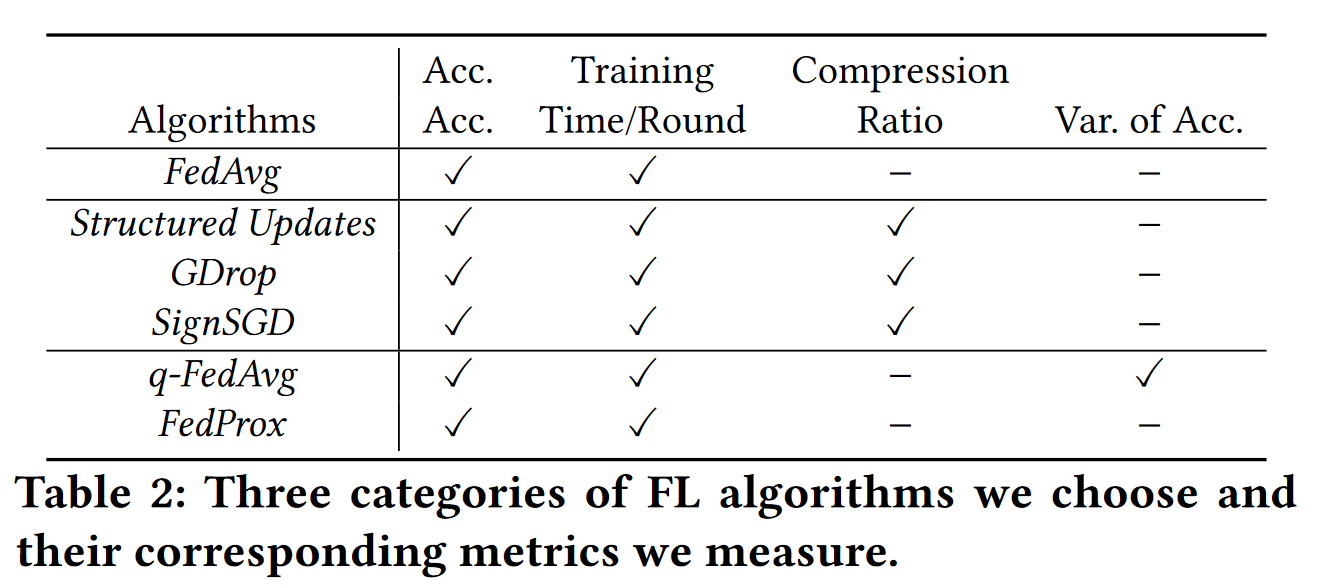 Acc. Training Compression
Algorithms Acc. Time/Round Ratio Var. of Acc.
FedAvg ✓ ✓ – –
Structured Updates ✓ ✓ ✓ –
GDrop ✓ ✓ ✓ –
SignSGD ✓ ✓ ✓ –
q-FedAvg ✓ ✓ – ✓
FedProx ✓ ✓ – –
Table 2: Three categories of FL algorithms we choose and
their corresponding metrics we measure.